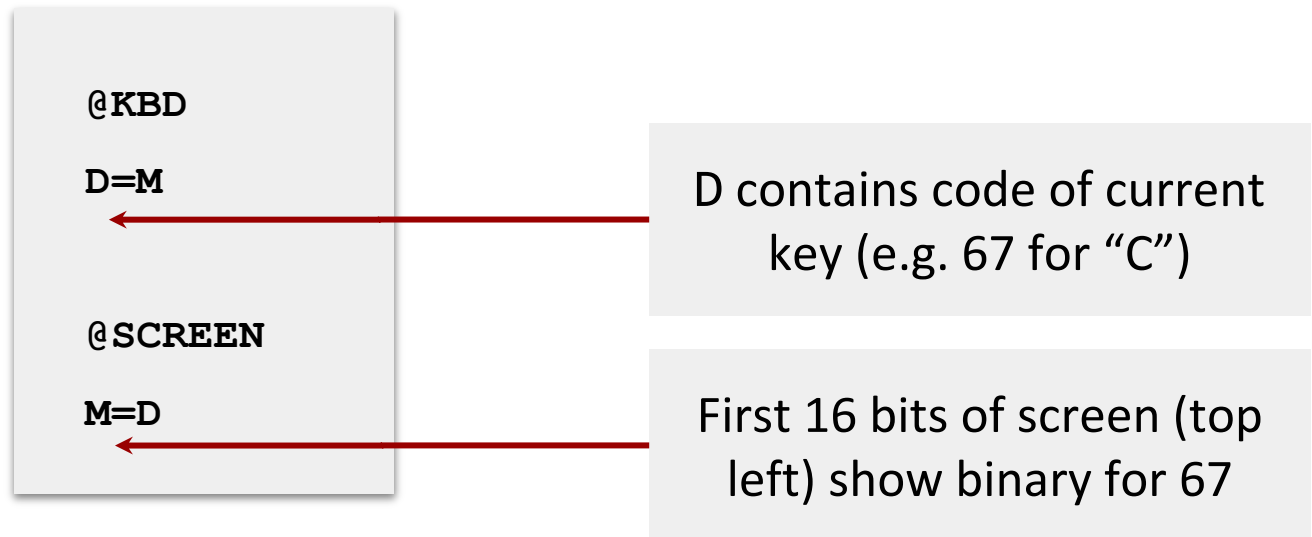 @KBD
D=M
D contains code of current
key (e.g. 67 for “C”)
@SCREEN
M=D
First 16 bits of screen (top
left) show binary for 67